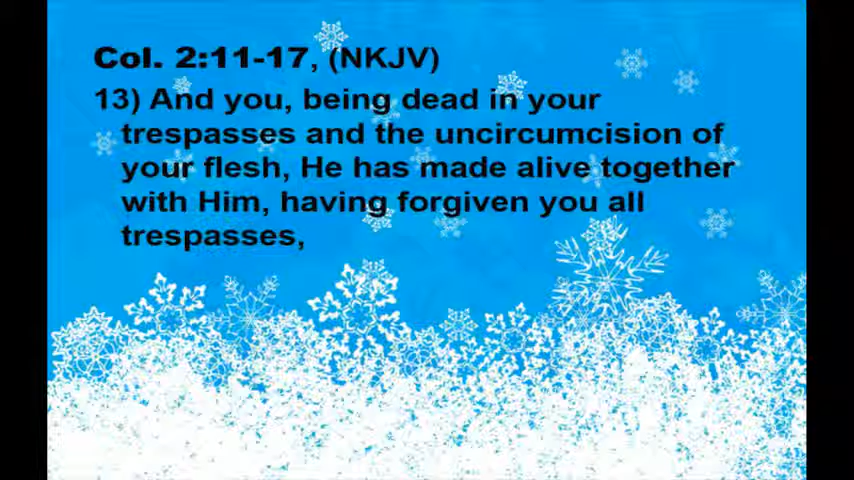 Col. 2:11-17, (NKJV)
13) And you, being dead in your
trespasses and the uncircumcision of
your flesh, He has made alive together
with Him, having forgiven you all
trespasses,